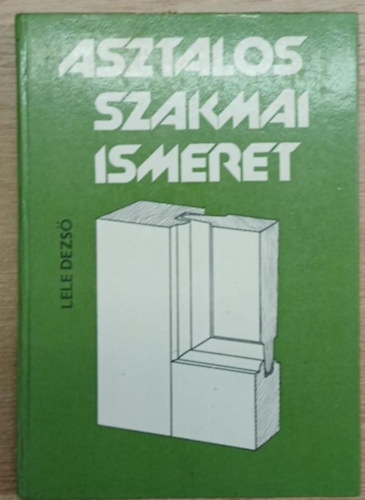 ASZTALOS
SZAKMAI
ISMERET
LELE DEZSŐ